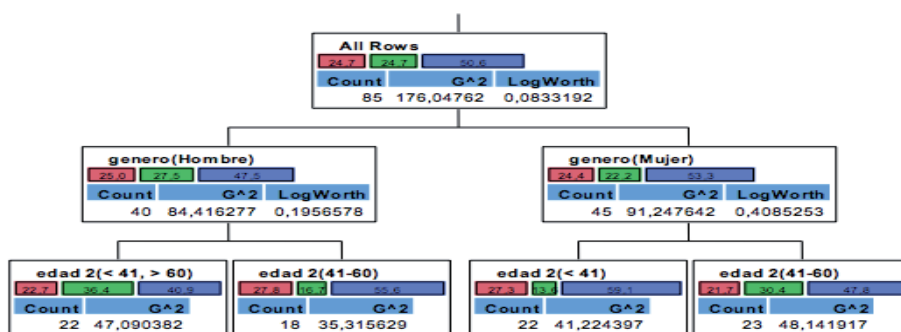 All Rows
24.7 24.7 50.6
Count G^2 LogWorth
85 176,04762 0,0833192
genero(Hombre)
25.0 27.5 47.5
Count G^2 LogWorth
40 84,416277 0,1956578
genero(Mujer)
24.4 22.2 53.3
Count G^2 LogWorth
45 91,247642 0,4085253
edad 2(< 41, > 60)
22.7 36.4 40.9
Count G^2
22 47,090382
edad 2(41-60)
27.8 16.7 55.6
Count G^2
18 35,315629
edad 2(< 41)
27.3 13.6 59.1
Count G^2
22 41,224397
edad 2(41-60)
21.7 30.4 47.8
Count G^2
23 48,141917